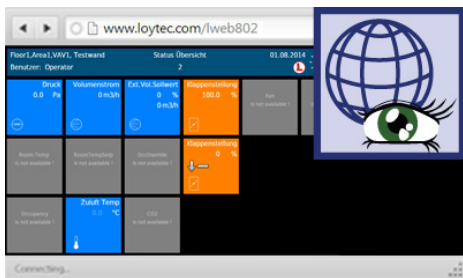 www.loytec.com/lweb802
Floor1,Area1,VAV1, Testwand Status Übersicht 01.08.2014
Benutzer: Operator 2 L
Druck Volumenstrom Ext.Vol.Sollwert Klappenstellung Fan
0.0 Pa 0 m3/h 0 % 100.0 % is not available !
0 m3/h
Room Temp RoomTempSetp Klappenstellung
is not available ! is not available ! is not available ! 0 %
Occupancy Zuluft Temp CO2
is not available ! 0.0 °C is not available !
Connecting...